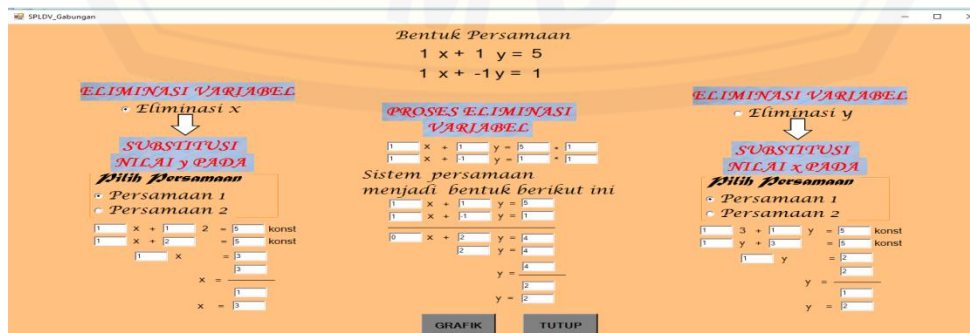 SPLDV_Gabungan
Bentuk Persamaan
1 x + 1 y = 5
1 x + -1 y = 1
ELIMINASI VARIABEL
Eliminasi x
SUBSTITUSI
NILAI y PADA
Pilih Persamaan
Persamaan 1
Persamaan 2
1 x + 1 2 = 5 konst
1 x + 2 = 5 konst
1 x = 3
3
x =
1
x = 3
PROSES ELIMINASI
VARIABEL
1 x + 1 y = 5 * 1
1 x + -1 y = 1 * 1
Sistem persamaan
menjadi bentuk berikut ini
1 x + 1 y = 5
1 x + -1 y = 1
0 x + 2 y = 4
2 y = 4
4
y =
2
y = 2
GRAFIK TUTUP
ELIMINASI VARIABEL
Eliminasi y
SUBSTITUSI
NILAI x PADA
Pilih Persamaan
Persamaan 1
Persamaan 2
1 3 + 1 y = 5 konst
1 y + 3 = 5 konst
1 y = 2
2
y =
1
y = 2